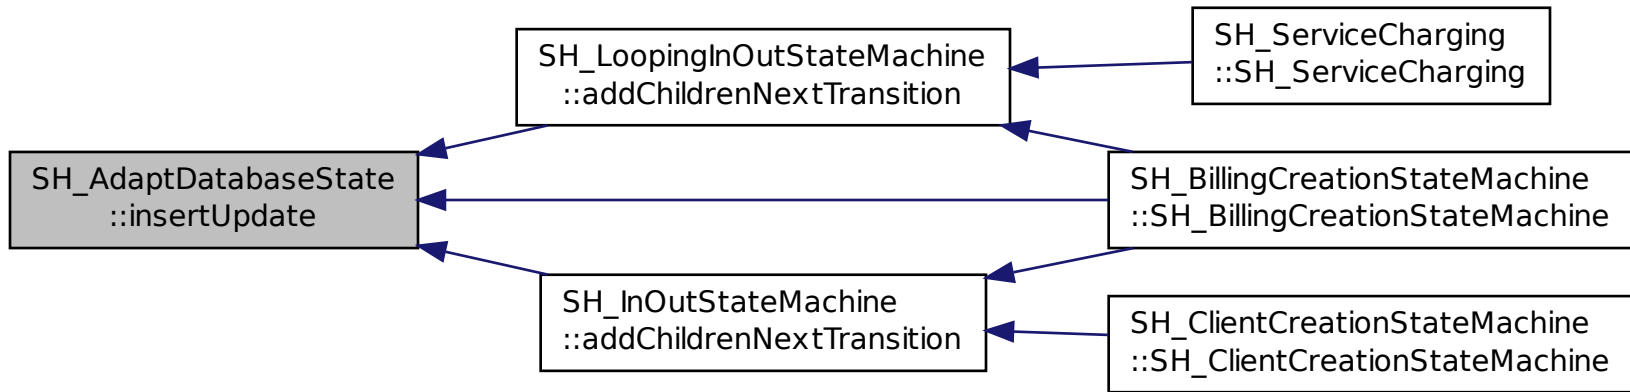 SH_AdaptDatabaseState
::insertUpdate
SH_LoopingInOutStateMachine
::addChildrenNextTransition
SH_InOutStateMachine
::addChildrenNextTransition
SH_ServiceCharging
::SH_ServiceCharging
SH_BillingCreationStateMachine
::SH_BillingCreationStateMachine
SH_ClientCreationStateMachine
::SH_ClientCreationStateMachine